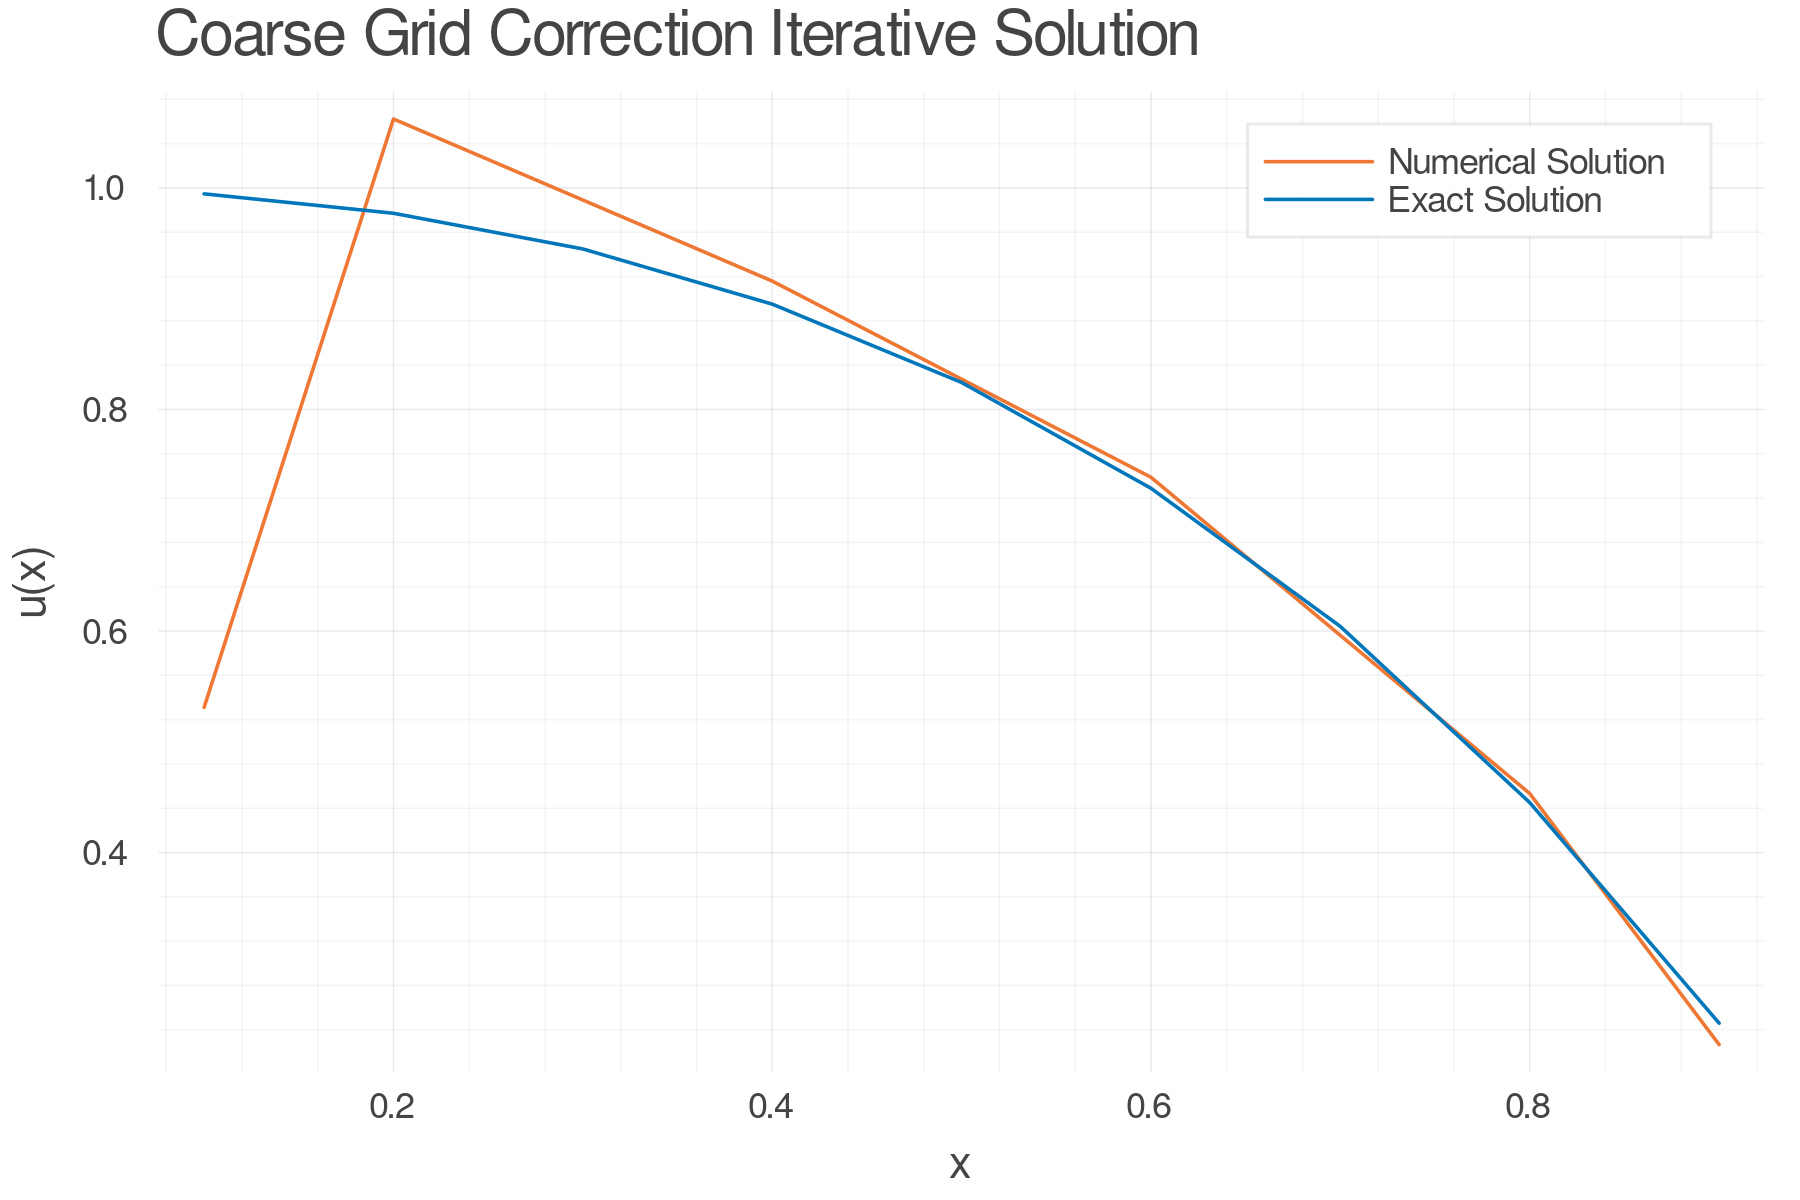 Coarse Grid Correction Iterative Solution
Numerical Solution
Exact Solution
1.0
0.8
0.6
0.4
u(x)
0.2 0.4 0.6 0.8
x